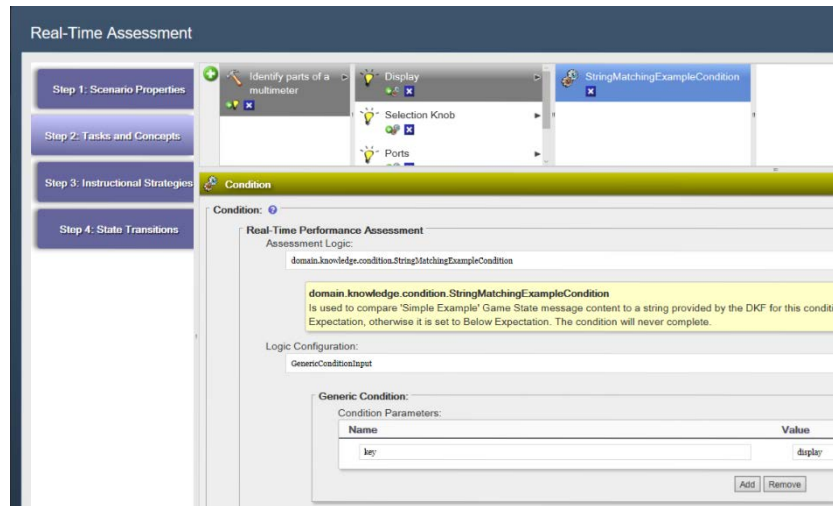 Real-Time Assessment
Step 1: Scenario Properties
Step 2: Tasks and Concepts
Step 3: Instructional Strategies
Step 4: State Transitions
Identify parts of a
multimeter
Display
Selection Knob
Ports
StringMatchingExampleCondition
Condition
Condition:
Real-Time Performance Assessment
Assessment Logic:
domain.knowledge.condition.StringMatchingExampleCondition
domain.knowledge.condition.StringMatchingExampleCondition
Is used to compare 'Simple Example' Game State message content to a string provided by the DKF for this conditi
Expectation, otherwise it is set to Below Expectation. The condition will never complete.
Logic Configuration:
GenericConditionInput
Generic Condition:
Condition Parameters:
Name Value
key display
Add Remove